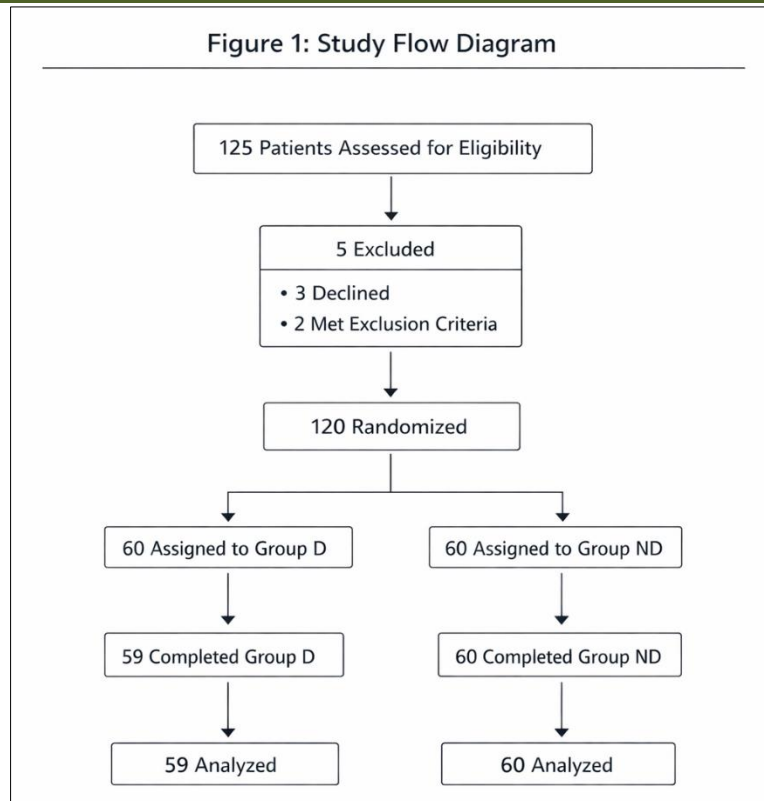 Figure 1: Study Flow Diagram
125 Patients Assessed for Eligibility
5 Excluded
• 3 Declined
• 2 Met Exclusion Criteria
120 Randomized
60 Assigned to Group D
60 Assigned to Group ND
59 Completed Group D
60 Completed Group ND
59 Analyzed
60 Analyzed